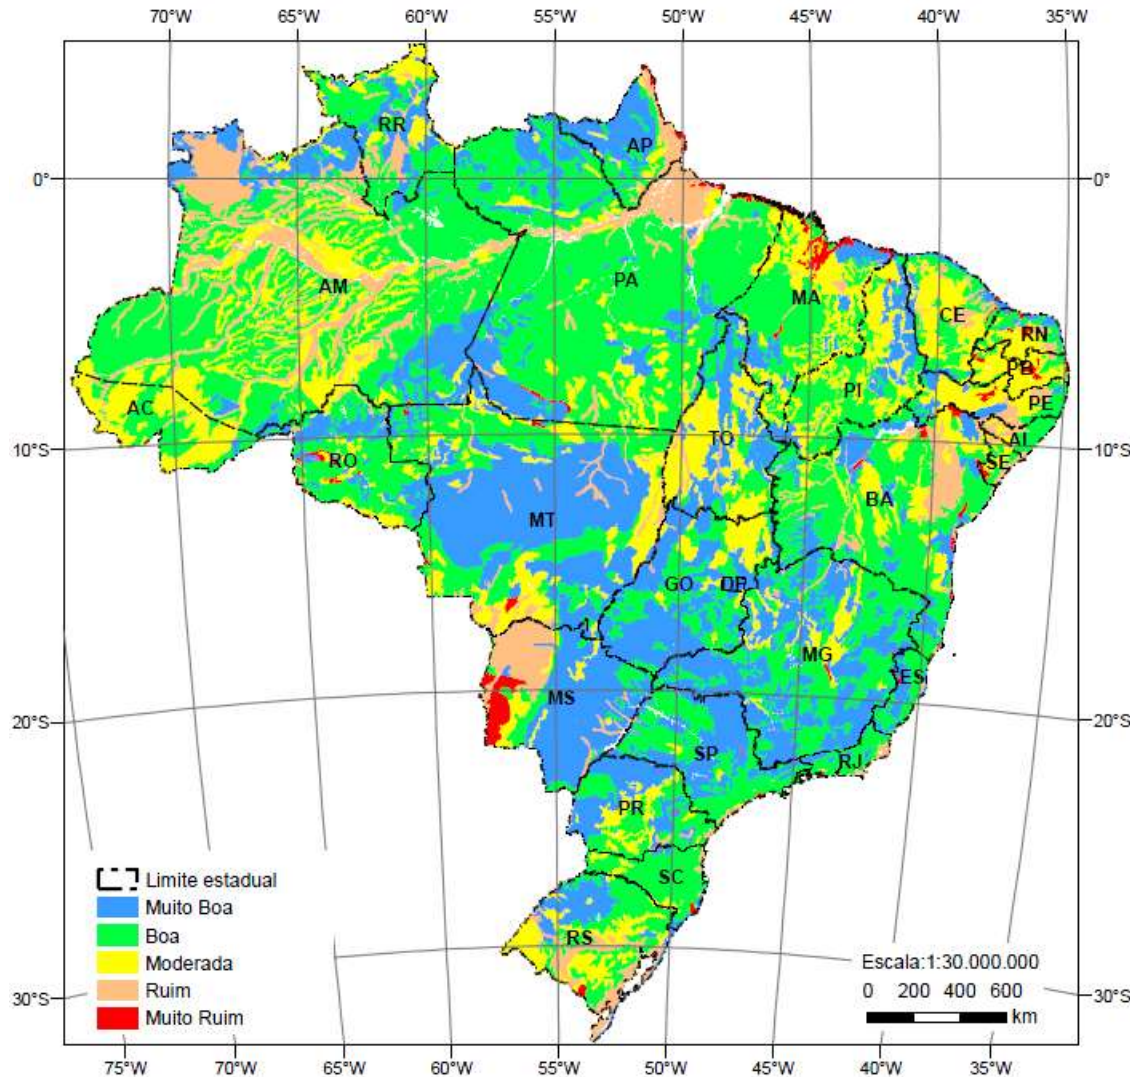 70°W 65°W 60°W 55°W 50°W 45°W 40°W 35°W
RR
AP
0° 0°
AM PA MA CE RN
PB
PI PE
AC TO AL
10°S RO SE 10°S
MT BA
GO DF
MG ES
MS
20°S SP RJ 20°S
PR
SC
RS
Limite estadual
Muito Boa
Boa
Moderada
Ruim
Muito Ruim
Escala:1:30.000.000
0 200 400 600
km
30°S 30°S
75°W 70°W 65°W 60°W 55°W 50°W 45°W 40°W 35°W